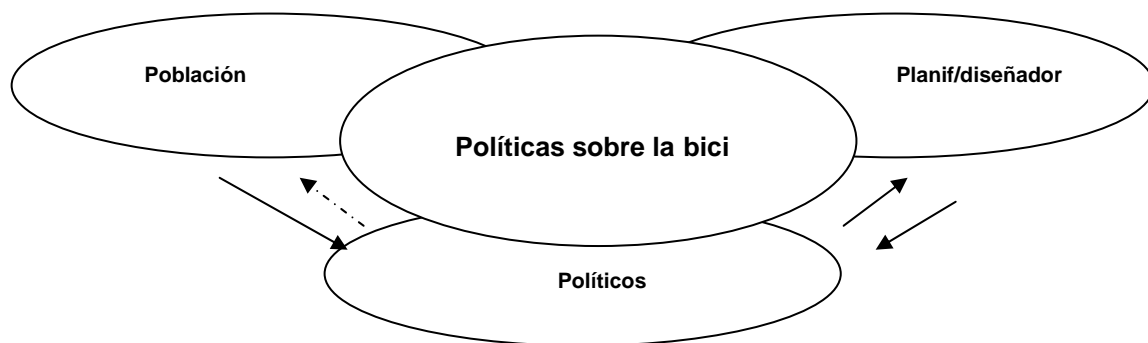 Población
Planif/diseñador
Políticas sobre la bici
Políticos